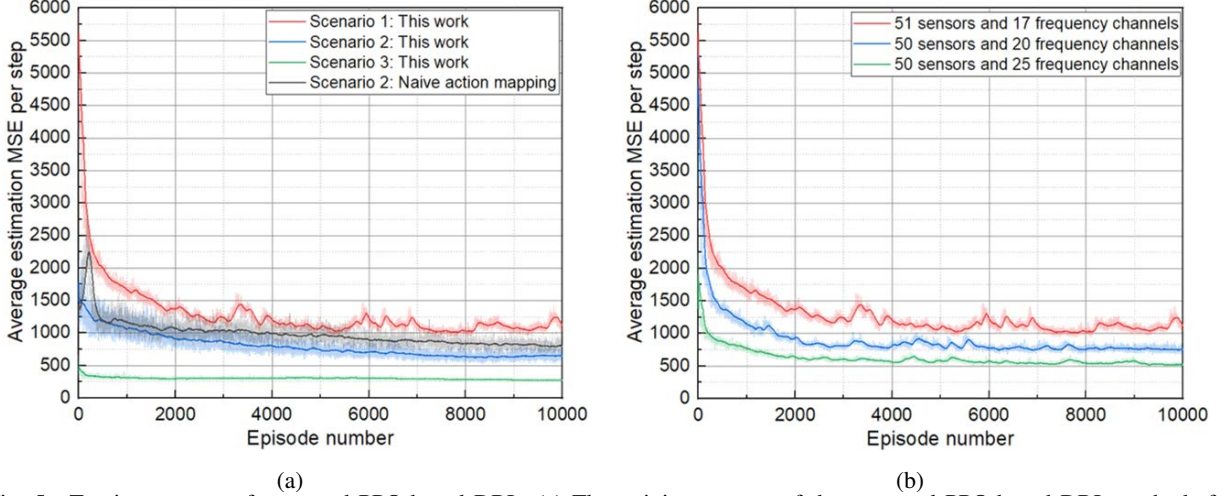 Average estimation MSE per step
6000
5500
5000
4500
4000
3500
3000
2500
2000
1500
1000
500
0
0 2000 4000 6000 8000 10000
Episode number
Scenario 1: This work
Scenario 2: This work
Scenario 3: This work
Scenario 2: Naive action mapping
(a)
Average estimation MSE per step
6000
5500
5000
4500
4000
3500
3000
2500
2000
1500
1000
500
0
0 2000 4000 6000 8000 10000
Episode number
51 sensors and 17 frequency channels
50 sensors and 20 frequency channels
50 sensors and 25 frequency channels
(b)